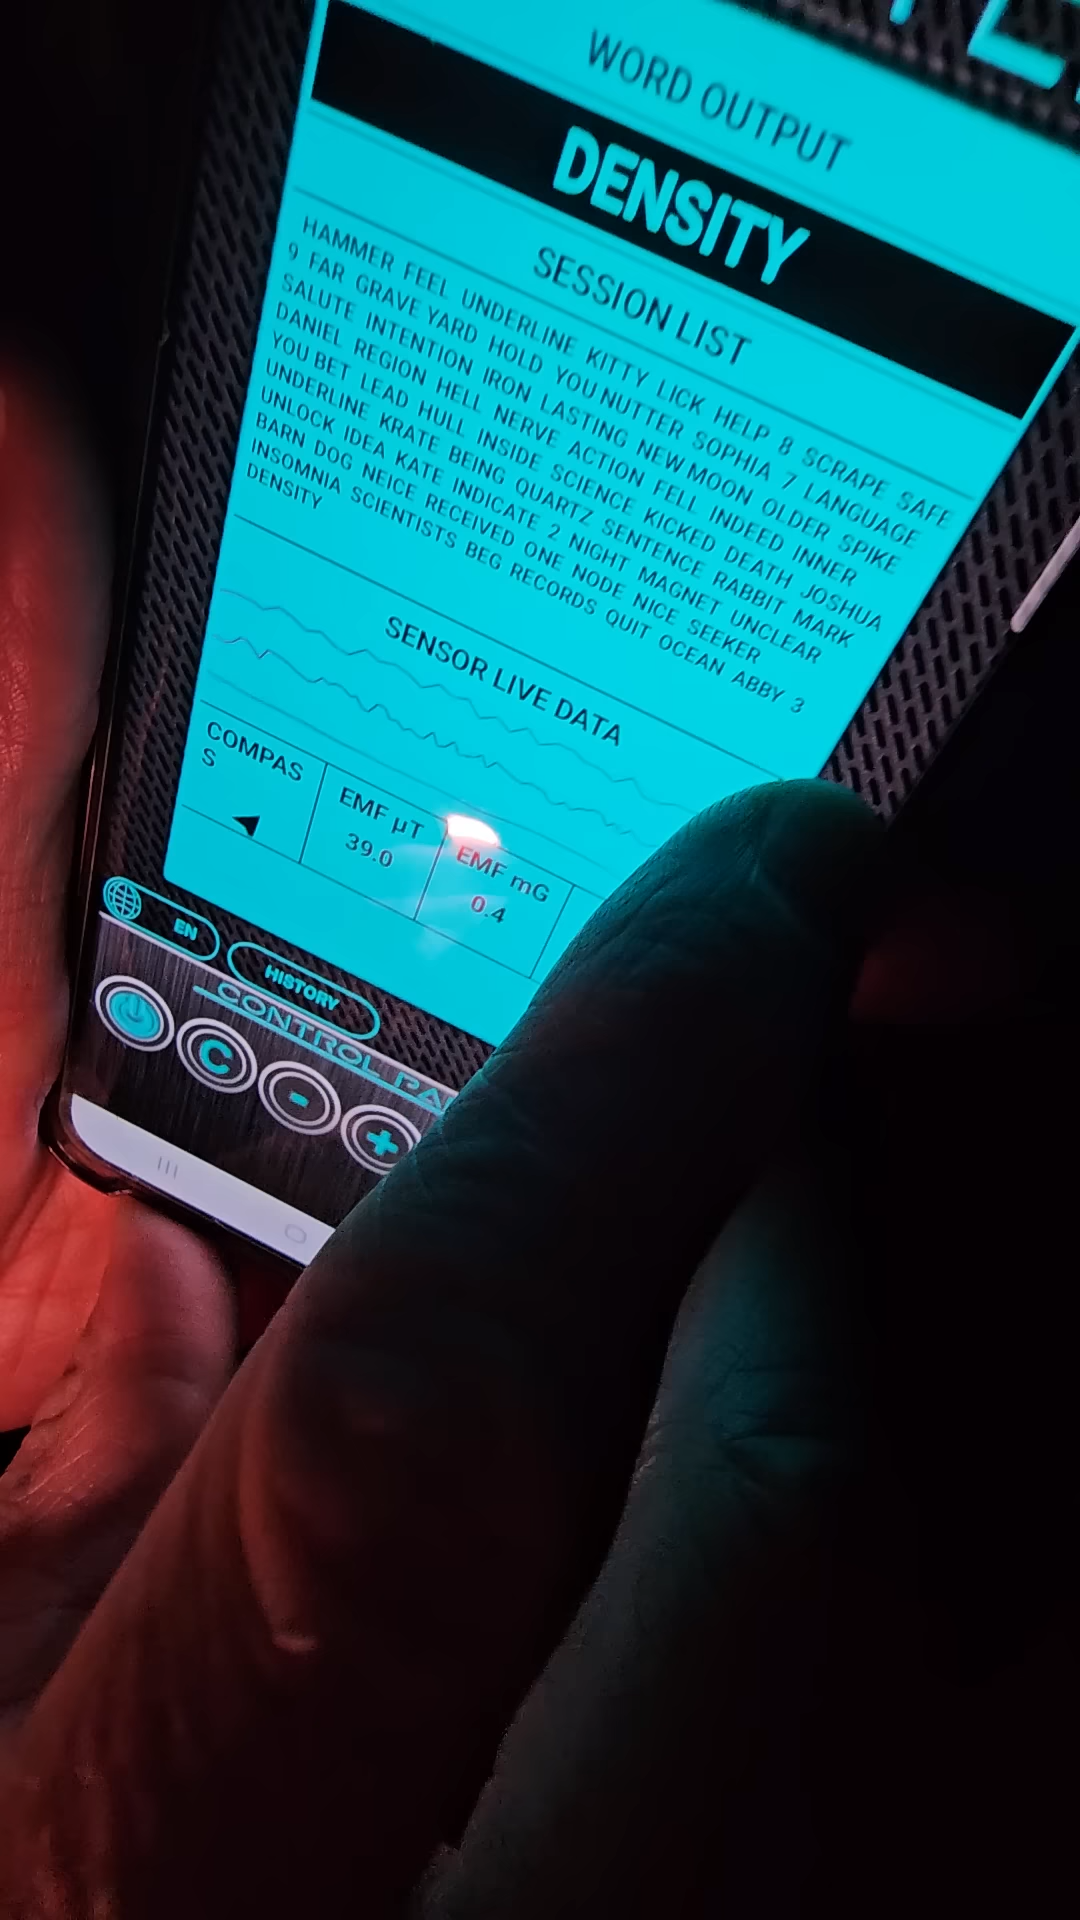 WORD OUTPUT
DENSITY
SESSION LIST
HAMMER FEEL UNDERLINE KITTY LICK HELP 8 SCRAPE SAFE
9 FAR GRAVEYARD HOLD YOU NUTTER SOPHIA 7 LANGUAGE
SALUTE INTENTION IRON LASTING NEW MOON OLDER SPIKE
DANIEL REGION HELL NERVE ACTION FELL INDEED INNER
YOU BET LEAD HULL INSIDE SCIENCE KICKED DEATH JOSHUA
UNDERLINE KRATE BEING QUARTZ SENTENCE RABBIT MARK
UNLOCK IDEA KATE INDICATE 2 NIGHT MAGNET UNCLEAR
BARN DOG NEICE RECEIVED ONE NODE NICE SEEKER
INSOMNIA SCIENTISTS BEG RECORDS QUIT OCEAN ABBY 3
DENSITY
SENSOR LIVE DATA
COMPAS
S
EMF µT
39.0
EMF mG
0.4
EN
HISTORY
CONTROL PA
C
-
+